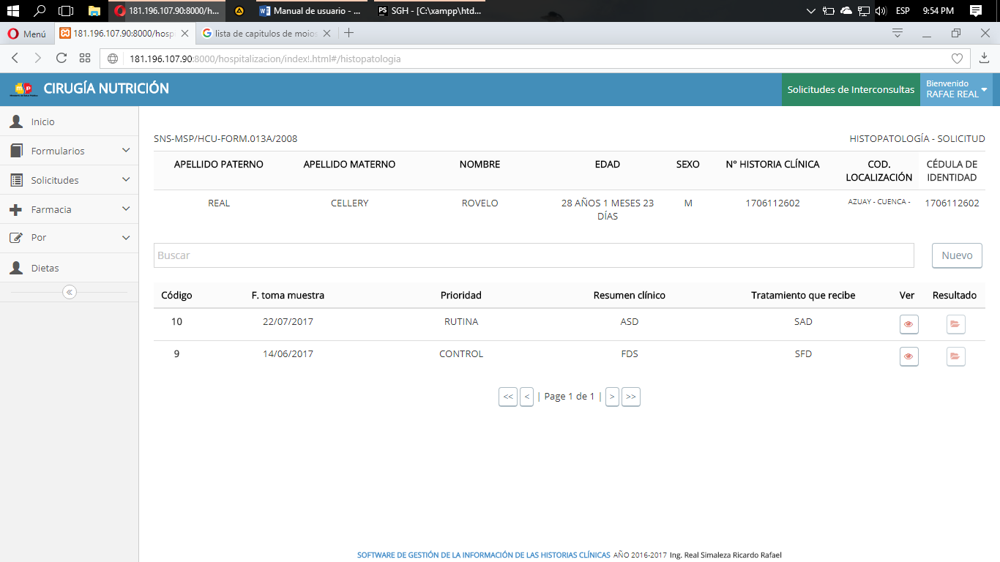 181.196.107.90:8000/h...
Manual de usuario - ...
PS SGH - [C:\xampp\htd...
ESP 9:54 PM
Menú
181.196.107.90:8000/hospi
G lista de capitulos de moios
181.196.107.90:8000/hospitalizacion/index!.html#/histopatologia
CIRUGÍA NUTRICIÓN
Solicitudes de Interconsultas
Bienvenido
RAFAE REAL
Inicio
Formularios
Solicitudes
Farmacia
Por
Dietas
SNS-MSP/HCU-FORM.013A/2008 HISTOPATOLOGÍA - SOLICITUD
APELLIDO PATERNO APELLIDO MATERNO NOMBRE EDAD SEXO Nº HISTORIA CLÍNICA COD. LOCALIZACIÓN CÉDULA DE IDENTIDAD
REAL CELLERY ROVELO 28 AÑOS 1 MESES 23 DÍAS M 1706112602 AZUAY - CUENCA - 1706112602
Buscar Nuevo
Código F. toma muestra Prioridad Resumen clínico Tratamiento que recibe Ver Resultado
10 22/07/2017 RUTINA ASD SAD
9 14/06/2017 CONTROL FDS SFD
<< < | Page 1 de 1 | > >>
SOFTWARE DE GESTIÓN DE LA INFORMACIÓN DE LAS HISTORIAS CLÍNICAS AÑO 2016-2017 Ing. Real Simaleza Ricardo Rafael